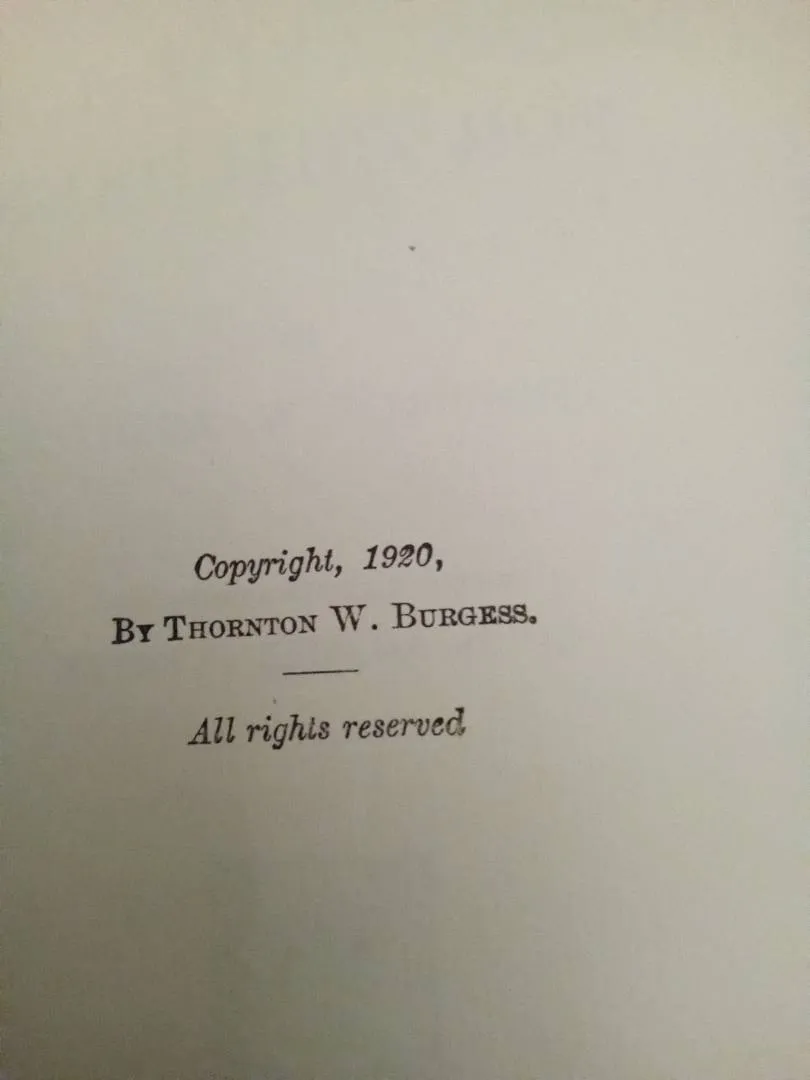 Copyright, 1920,
By Thornton W. Burgess.
All rights reserved